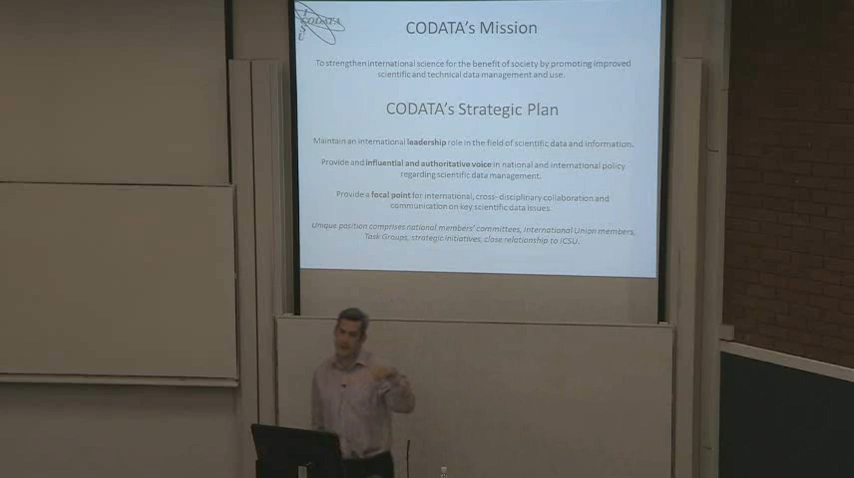 CODATA
CODATA's Mission
To strengthen international science for the benefit of society by promoting improved
scientific and technical data management and use.
CODATA's Strategic Plan
Maintain an international leadership role in the field of scientific data and information.
Provide and influential and authoritative voice in national and international policy
regarding scientific data management.
Provide a focal point for international, cross-disciplinary collaboration and
communication on key scientific data issues.
Unique position comprises national members' committees, International Union members,
Task Groups, strategic initiatives, close relationship to ICSU.